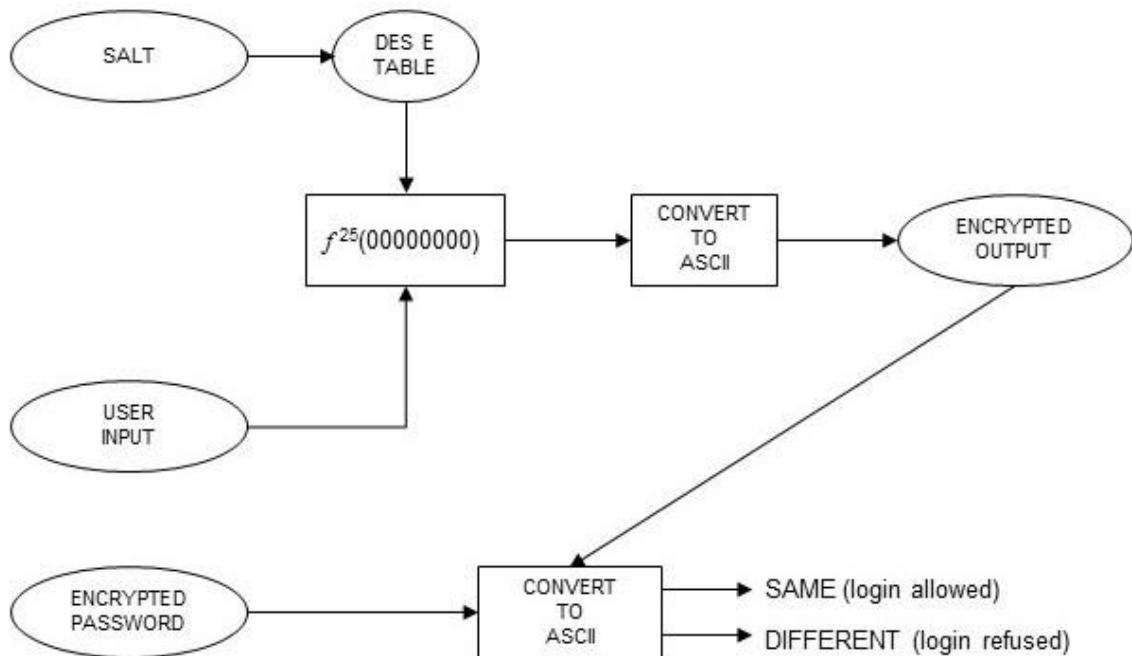 SALT
DES E
TABLE
f²⁵(00000000)
CONVERT
TO
ASCII
ENCRYPTED
OUTPUT
USER
INPUT
ENCRYPTED
PASSWORD
CONVERT
TO
ASCII
SAME (login allowed)
DIFFERENT (login refused)